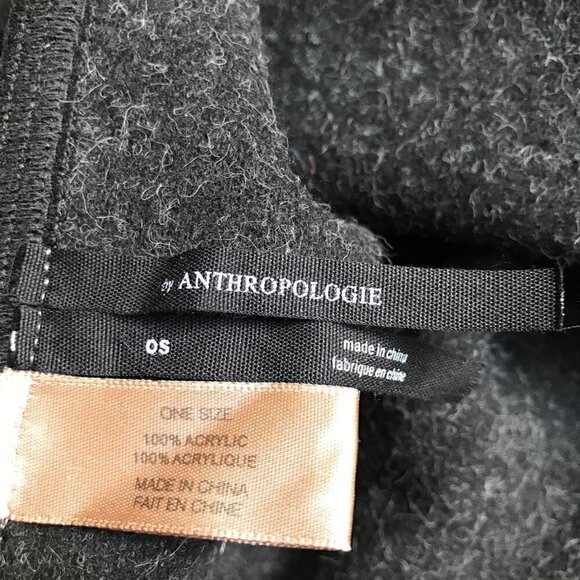 by ANTHROPOLOGIE
OS
made in china
fabrique en chine
ONE SIZE
100% ACRYLIC
100% ACRYLIQUE
MADE IN CHINA
FAIT EN CHINE